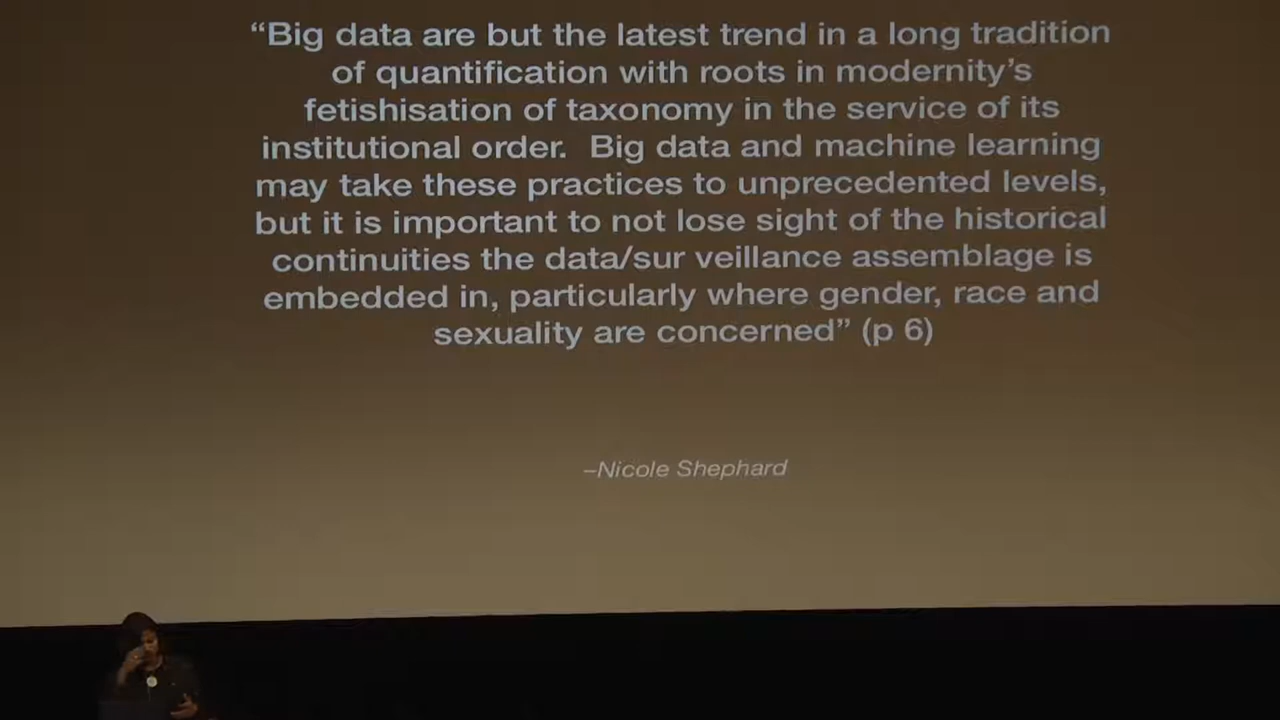 “Big data are but the latest trend in a long tradition
of quantification with roots in modernity’s
fetishisation of taxonomy in the service of its
institutional order.  Big data and machine learning
may take these practices to unprecedented levels,
but it is important to not lose sight of the historical
continuities the data/sur veillance assemblage is
embedded in, particularly where gender, race and
sexuality are concerned” (p 6)
–Nicole Shephard